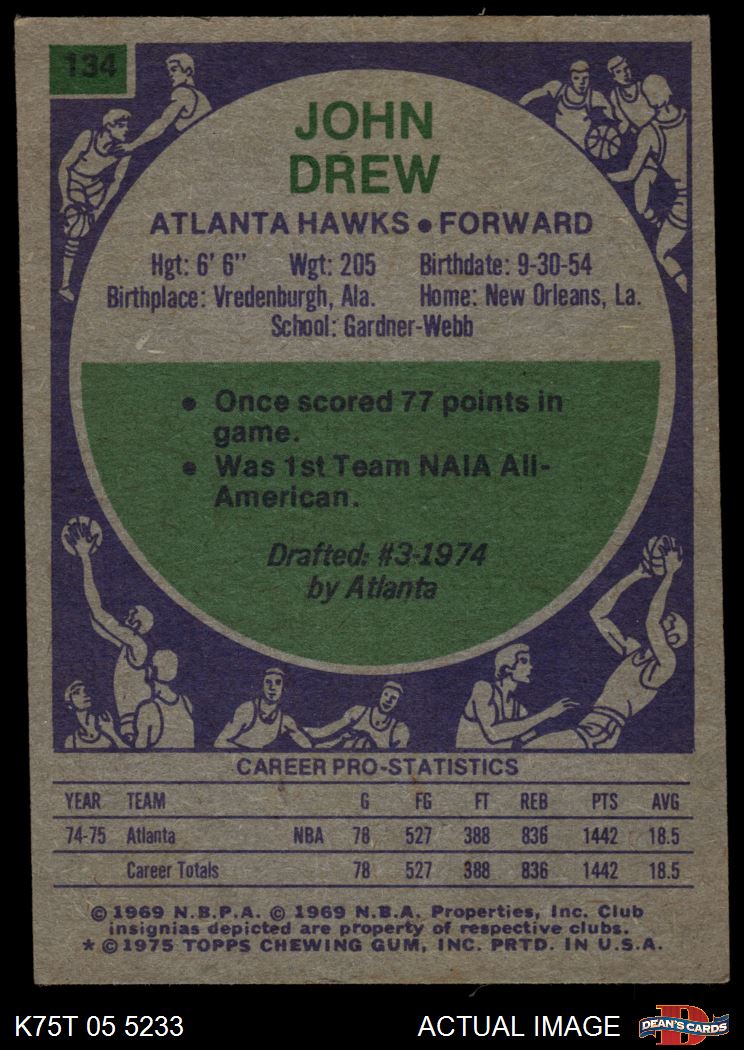 134
JOHN
DREW
ATLANTA HAWKS • FORWARD
Hgt: 6' 6" Wgt: 205 Birthdate: 9-30-54
Birthplace: Vredenburgh, Ala. Home: New Orleans, La.
School: Gardner-Webb
• Once scored 77 points in
game.
• Was 1st Team NAIA All-
American.
Drafted: #3-1974
by Atlanta
CAREER PRO-STATISTICS
YEAR TEAM G FG FT REB PTS AVG
74-75 Atlanta NBA 78 527 388 836 1442 18.5
Career Totals 78 527 388 836 1442 18.5
© 1969 N.B.P.A. © 1969 N.B.A. Properties, Inc. Club
insignias depicted are property of respective clubs.
* © 1975 TOPPS CHEWING GUM, INC. PRTD. IN U.S.A.
K75T 05 5233 ACTUAL IMAGE DEAN'S CARDS